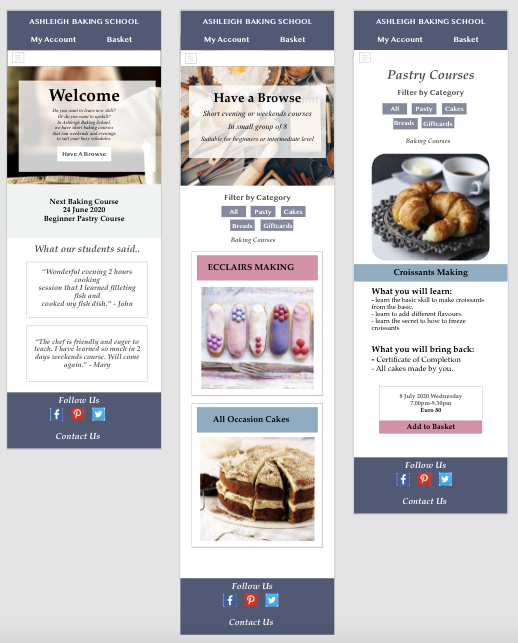 ASHLEIGH BAKING SCHOOL
My Account Basket
Welcome
Do you want to learn new skill?
Or do you want to upskill?
In Ashleigh Baking School,
we have short baking courses
that run weekends and evenings
to suit your busy schedules.
Have A Browse
Next Baking Course
24 June 2020
Beginner Pastry Course
What our students said..
"Wonderful evening 2 hours
cooking
session that I learned filleting
fish and
cooked my fish dish." - John
"The chef is friendly and eager to
teach. I have learned so much in 2
days weekends course. Will come
again." - Mary
Follow Us
Contact Us
ASHLEIGH BAKING SCHOOL
My Account Basket
Have a Browse
Short evening or weekends courses
In small group of 8
Suitable for beginners or intermediate level
Filter by Category
All Pasty Cakes
Breads Giftcards
Baking Courses
ECCLAIRS MAKING
All Occasion Cakes
Follow Us
Contact Us
ASHLEIGH BAKING SCHOOL
My Account Basket
Pastry Courses
Filter by Category
All Pasty Cakes
Breads Giftcards
Baking Courses
Croissants Making
What you will learn:
- learn the basic skill to make croissants
from the basic.
- learn to add different flavours.
- learn the secret to how to freeze
croissants
What you will bring back:
- Certificate of Completion
- All cakes made by you.
8 July 2020 Wednesday
7.00pm-9.30pm
Euro 80
Add to Basket
Follow Us
Contact Us